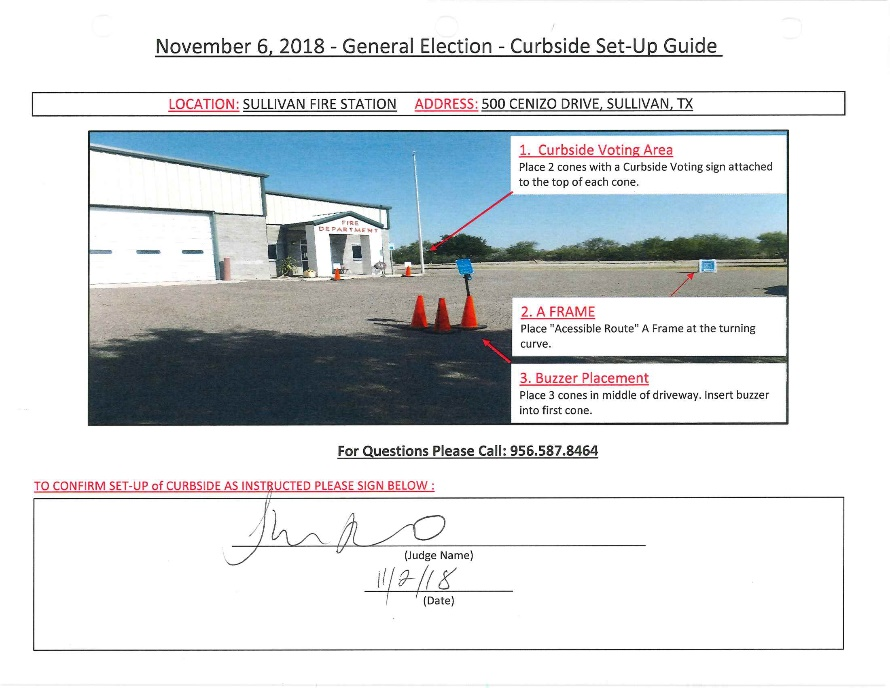 November 6, 2018 - General Election - Curbside Set-Up Guide
LOCATION: SULLIVAN FIRE STATION ADDRESS: 500 CENIZO DRIVE, SULLIVAN, TX
1. Curbside Voting Area
Place 2 cones with a Curbside Voting sign attached
to the top of each cone.
FIRE
DEPARTMENT
2. A FRAME
Place "Acessible Route" A Frame at the turning
curve.
3. Buzzer Placement
Place 3 cones in middle of driveway. Insert buzzer
into first cone.
For Questions Please Call: 956.587.8464
TO CONFIRM SET-UP of CURBSIDE AS INSTRUCTED PLEASE SIGN BELOW :
(Judge Name)
11/2/18
(Date)